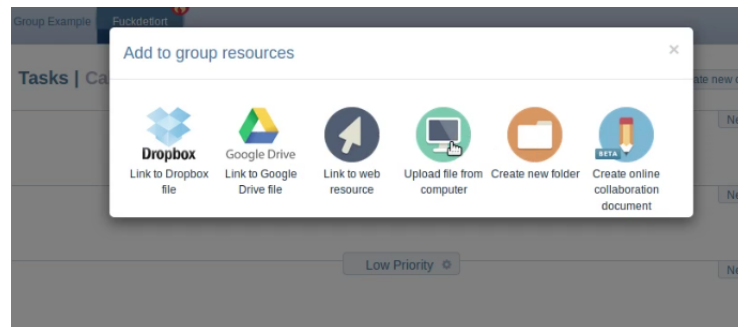 Group Example
Fuckdetlort
Add to group resources ×
Tasks | Ca
ate new
Ne
Dropbox
Google Drive
Link to Dropbox
file
Link to Google
Drive file
Link to web
resource
Upload file from
computer
Create new folder
BETA
Create online
collaboration
document
Ne
Low Priority
Ne